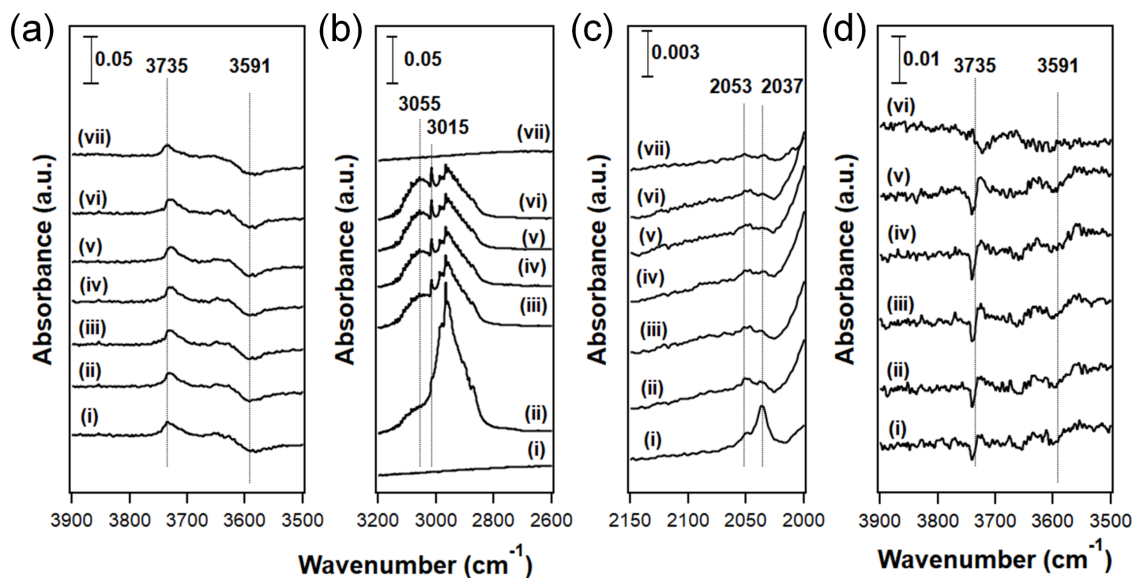 (a)
0.05
3735
3591
(vii)
(vi)
(v)
(iv)
(iii)
(ii)
(i)
3900
3800
3700
3600
3500
Absorbance (a.u.)
(b)
0.05
3055
3015
(vii)
(vi)
(v)
(iv)
(iii)
(ii)
(i)
3200
3000
2800
2600
Absorbance (a.u.)
(c)
0.003
2053
2037
(vii)
(vi)
(v)
(iv)
(iii)
(ii)
(i)
2150
2100
2050
2000
Absorbance (a.u.)
(d)
0.01
3735
3591
(vi)
(v)
(iv)
(iii)
(ii)
(i)
3900
3800
3700
3600
3500
Absorbance (a.u.)
Wavenumber (cm⁻¹)
Wavenumber (cm⁻¹)